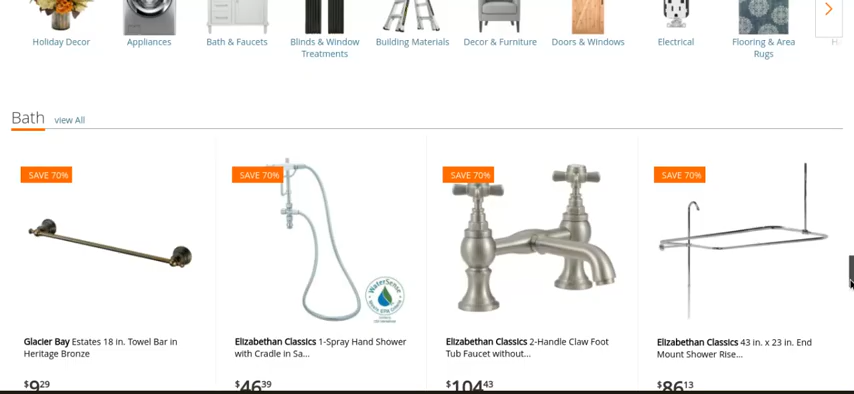 Holiday Decor
Appliances
Bath & Faucets
Blinds & Window
Treatments
Building Materials
Decor & Furniture
Doors & Windows
Electrical
Flooring & Area
Rugs
Bath
view All
SAVE 70%
SAVE 70%
SAVE 70%
SAVE 70%
WaterSense
Glacier Bay Estates 18 in. Towel Bar in
Heritage Bronze
$929
Elizabethan Classics 1-Spray Hand Shower
with Cradle in Sa...
$4639
Elizabethan Classics 2-Handle Claw Foot
Tub Faucet without...
$10443
Elizabethan Classics 43 in. x 23 in. End
Mount Shower Rise...
$8613